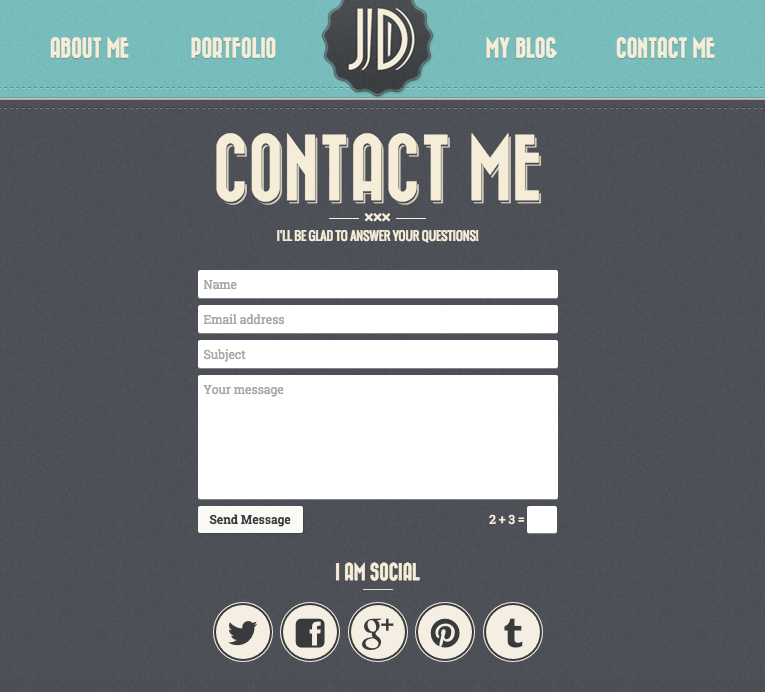 ABOUT ME
PORTFOLIO
JD
MY BLOG
CONTACT ME
CONTACT ME
xxx
I'LL BE GLAD TO ANSWER YOUR QUESTIONS!
Name
Email address
Subject
Your message
Send Message
2 + 3 =
I AM SOCIAL
f
g+
t